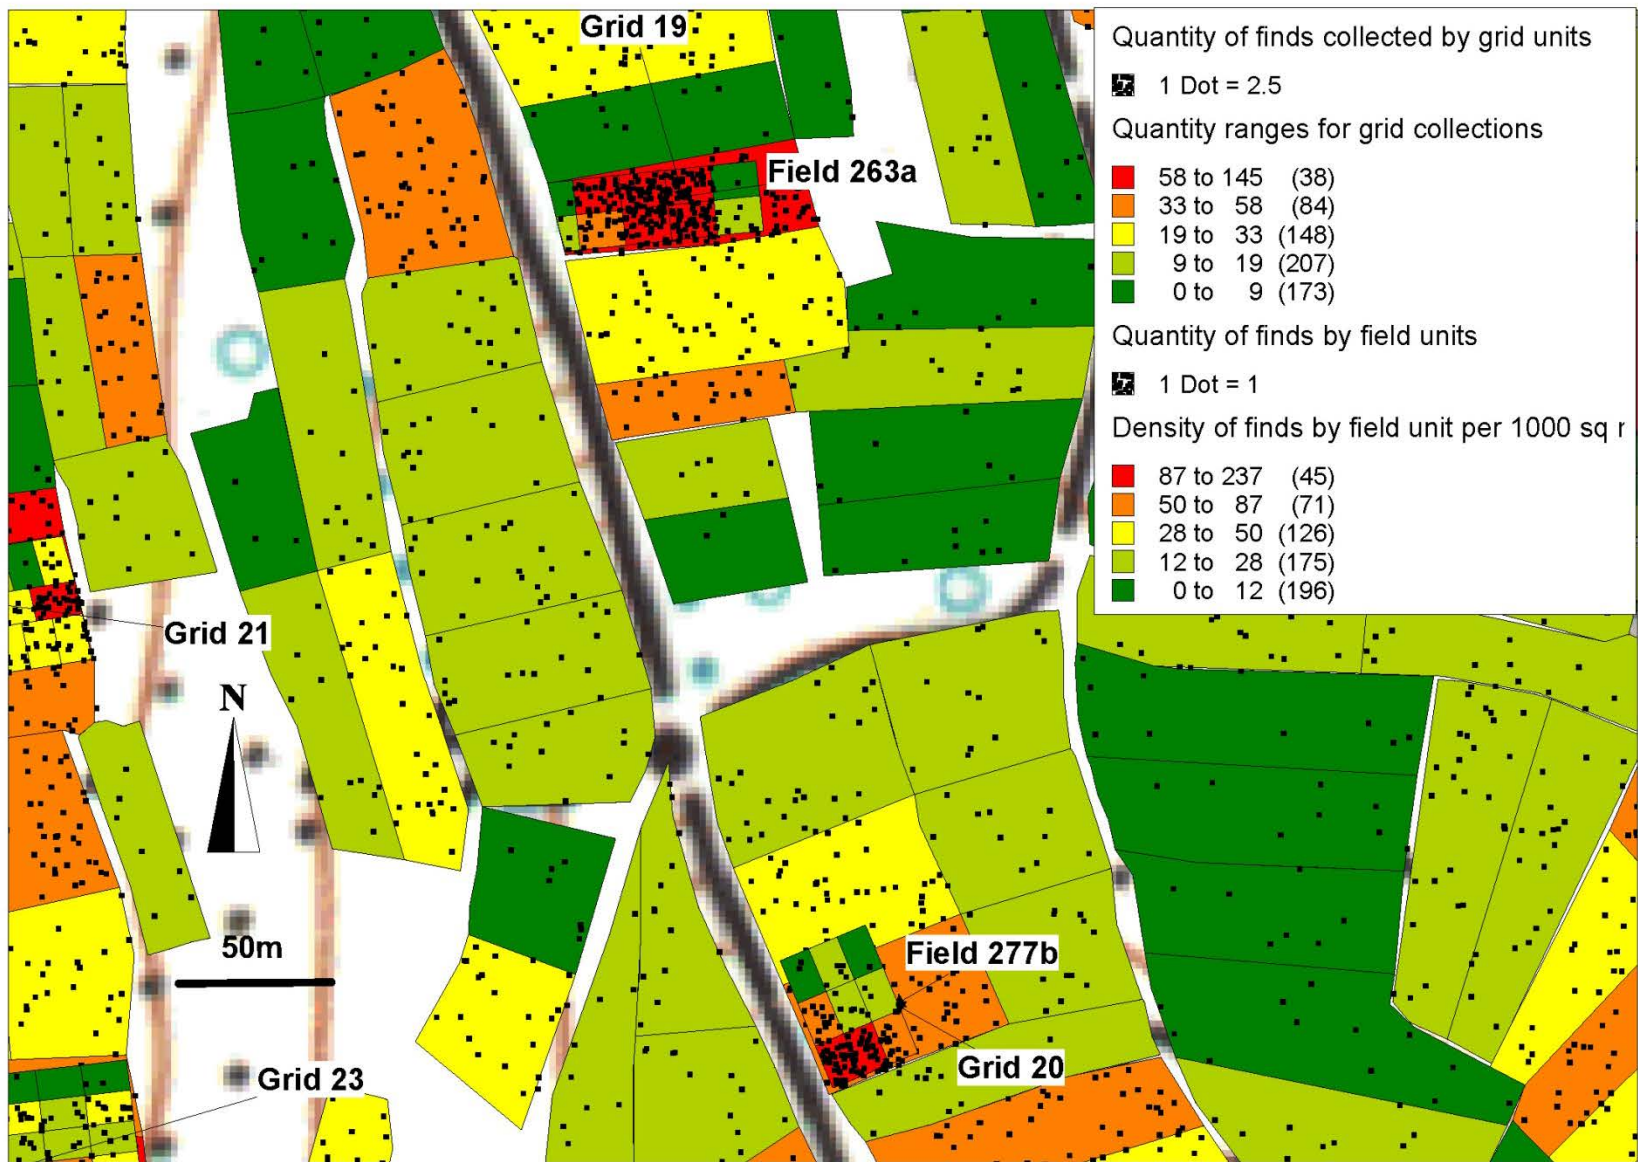 Grid 19
Field 263a
Grid 21
N
50m
Grid 23
Field 277b
Grid 20
Quantity of finds collected by grid units
1 Dot = 2.5
Quantity ranges for grid collections
58 to 145 (38)
33 to 58 (84)
19 to 33 (148)
9 to 19 (207)
0 to 9 (173)
Quantity of finds by field units
1 Dot = 1
Density of finds by field unit per 1000 sq
87 to 237 (45)
50 to 87 (71)
28 to 50 (126)
12 to 28 (175)
0 to 12 (196)